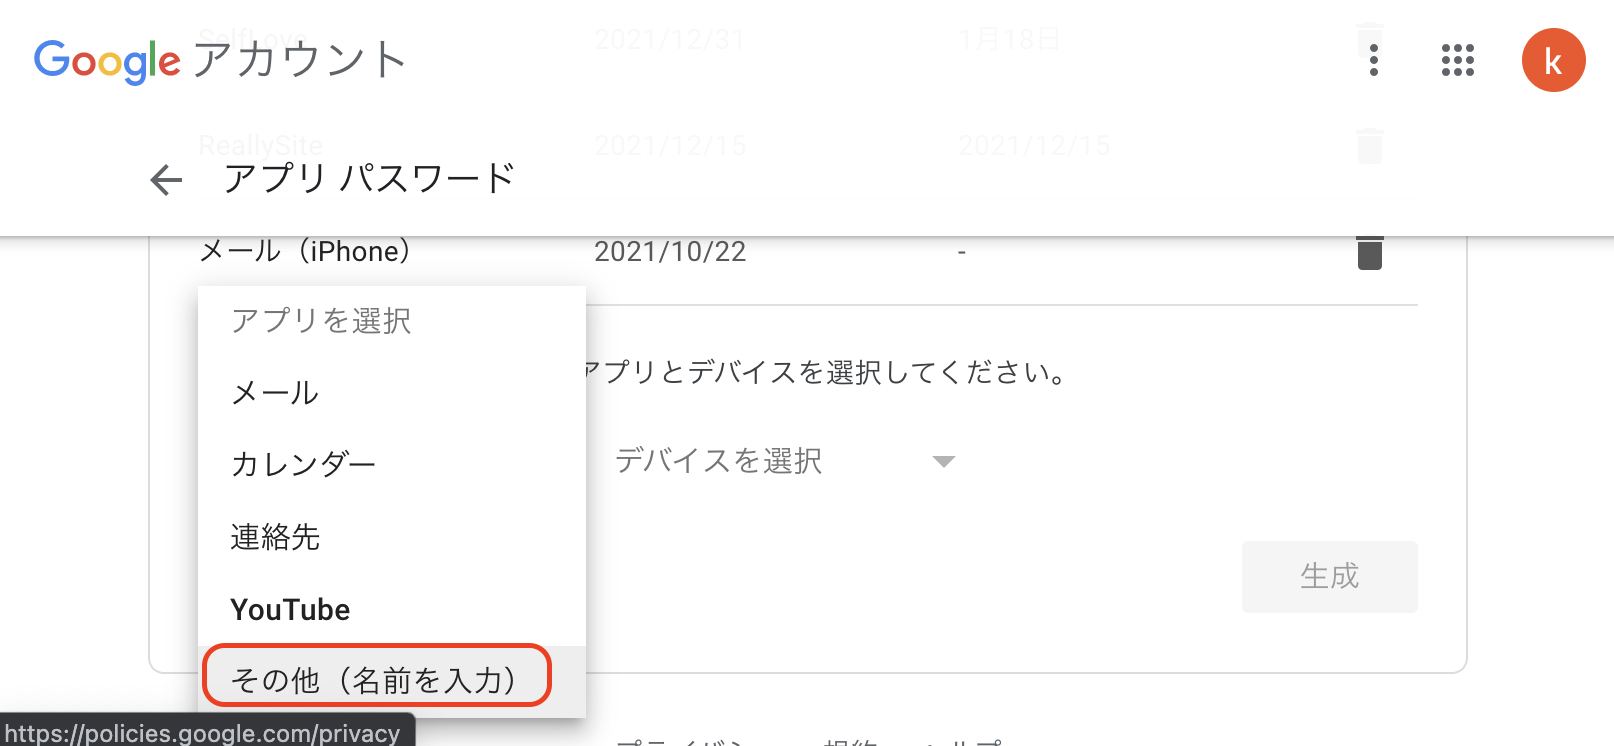 SelfLove 2021/12/31 1月18日
Google アカウント
k
ReallySite 2021/12/15 2021/12/15
アプリ パスワード
メール（iPhone） 2021/10/22 -
アプリを選択
アプリとデバイスを選択してください。
メール
デバイスを選択
カレンダー
連絡先
生成
YouTube
その他（名前を入力）
https://policies.google.com/privacy